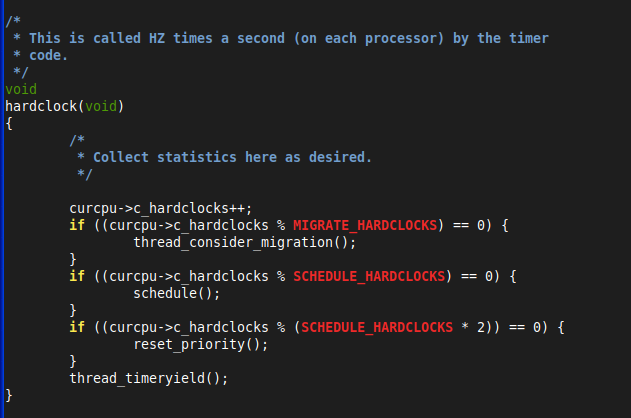 /*
 * This is called HZ times a second (on each processor) by the timer
 * code.
 */
void
hardclock(void)
{
        /*
         * Collect statistics here as desired.
         */

        curcpu->c_hardclocks++;
        if ((curcpu->c_hardclocks % MIGRATE_HARDCLOCKS) == 0) {
                thread_consider_migration();
        }
        if ((curcpu->c_hardclocks % SCHEDULE_HARDCLOCKS) == 0) {
                schedule();
        }
        if ((curcpu->c_hardclocks % (SCHEDULE_HARDCLOCKS * 2)) == 0) {
                reset_priority();
        }
        thread_timeryield();
}